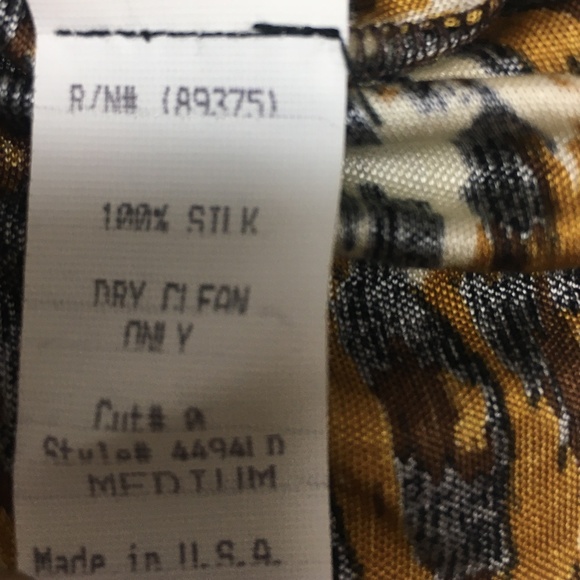 R/N# (89375)
100% SILK
DRY CLEAN
ONLY
Cut# 0
Style# 4494LD
MEDIUM
Made in U.S.A.